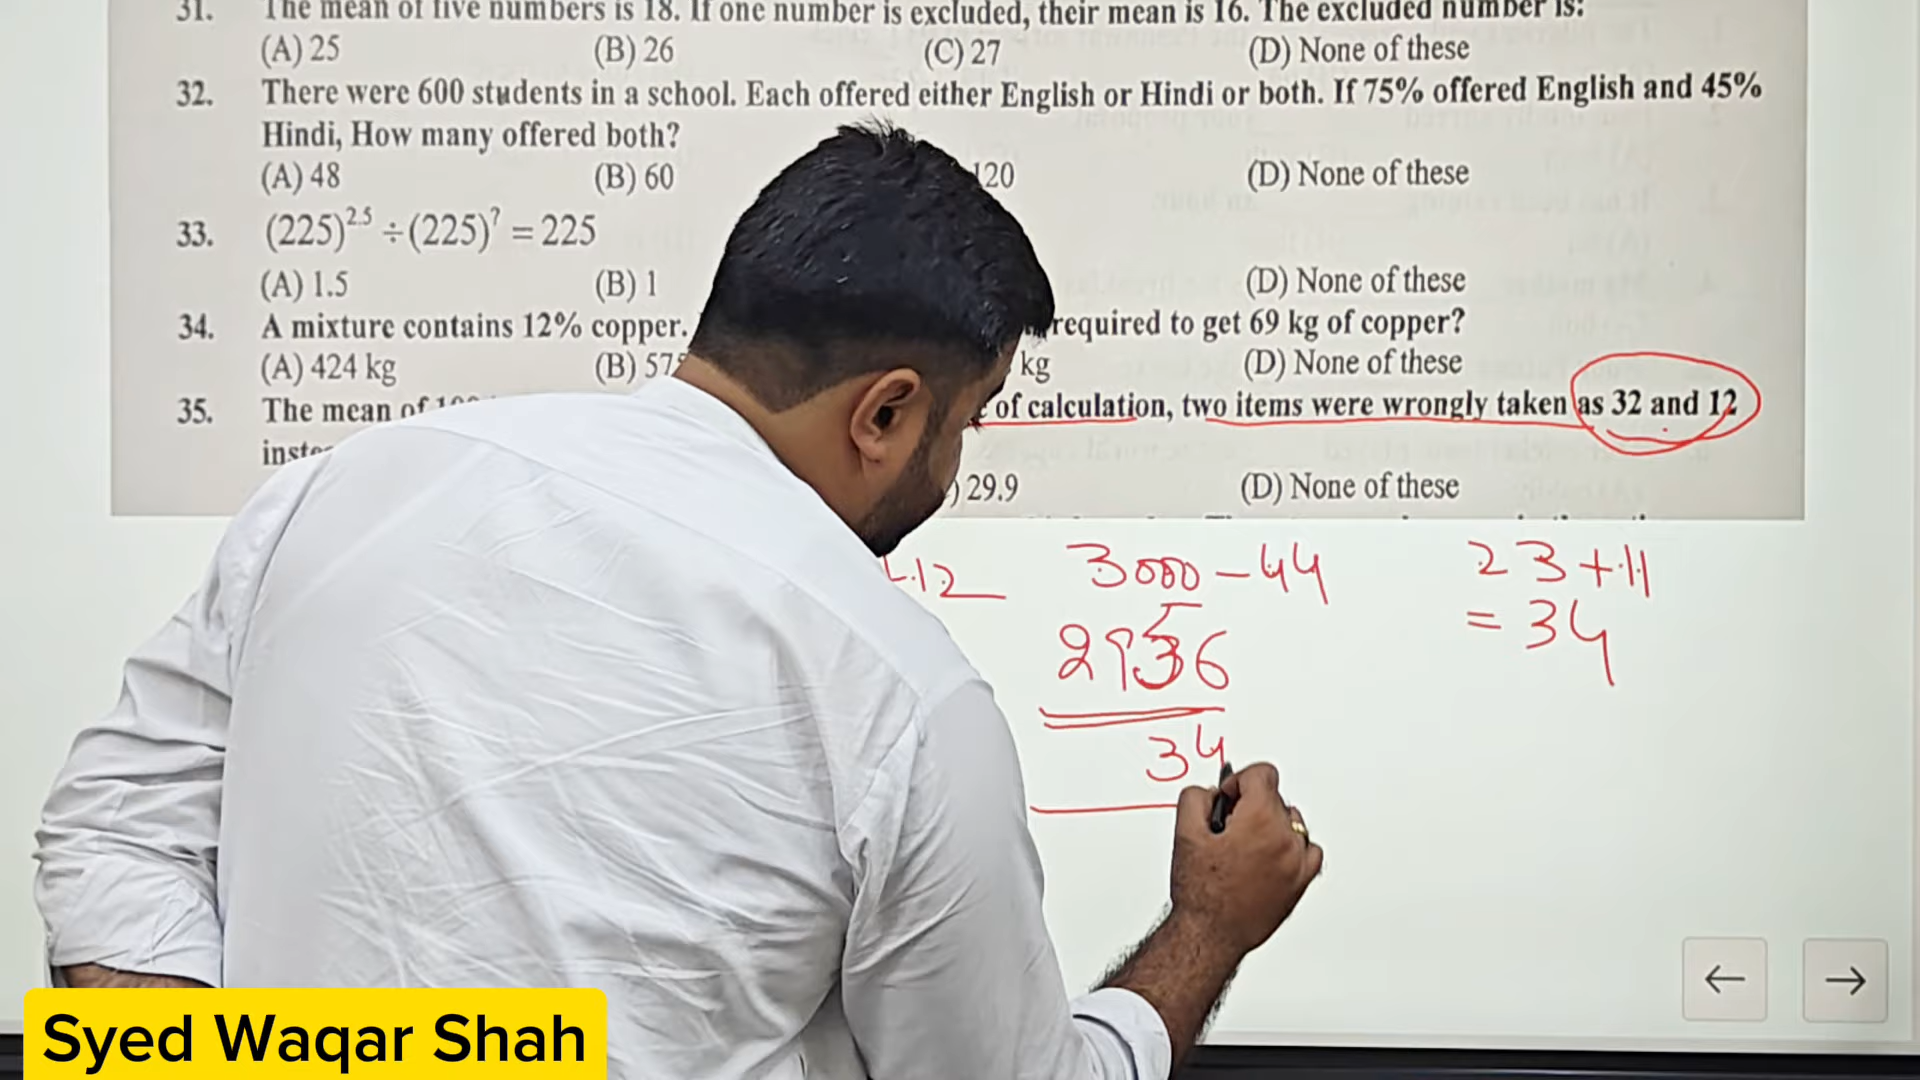 31. The mean of five numbers is 18. If one number is excluded, their mean is 16. The excluded number is:
(A) 25 (B) 26 (C) 27 (D) None of these
32. There were 600 students in a school. Each offered either English or Hindi or both. If 75% offered English and 45%
Hindi, How many offered both?
(A) 48 (B) 60 120 (D) None of these
33. (225)^2.5 ÷ (225)^? = 225
(A) 1.5 (B) 1 (D) None of these
34. A mixture contains 12% copper. required to get 69 kg of copper?
(A) 424 kg (B) 57 kg (D) None of these
35. The mean of of calculation, two items were wrongly taken as 32 and 12
29.9 (D) None of these
12 3000 - 44 23 + 11
= 34
34
Syed Waqar Shah
← →